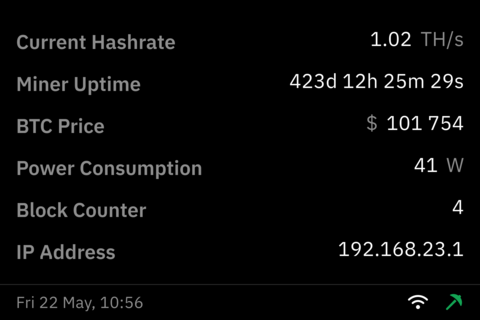 Current Hashrate 1.02 TH/s
Miner Uptime 423d 12h 25m 29s
BTC Price $ 101 754
Power Consumption 41 W
Block Counter 4
IP Address 192.168.23.1
Fri 22 May, 10:56